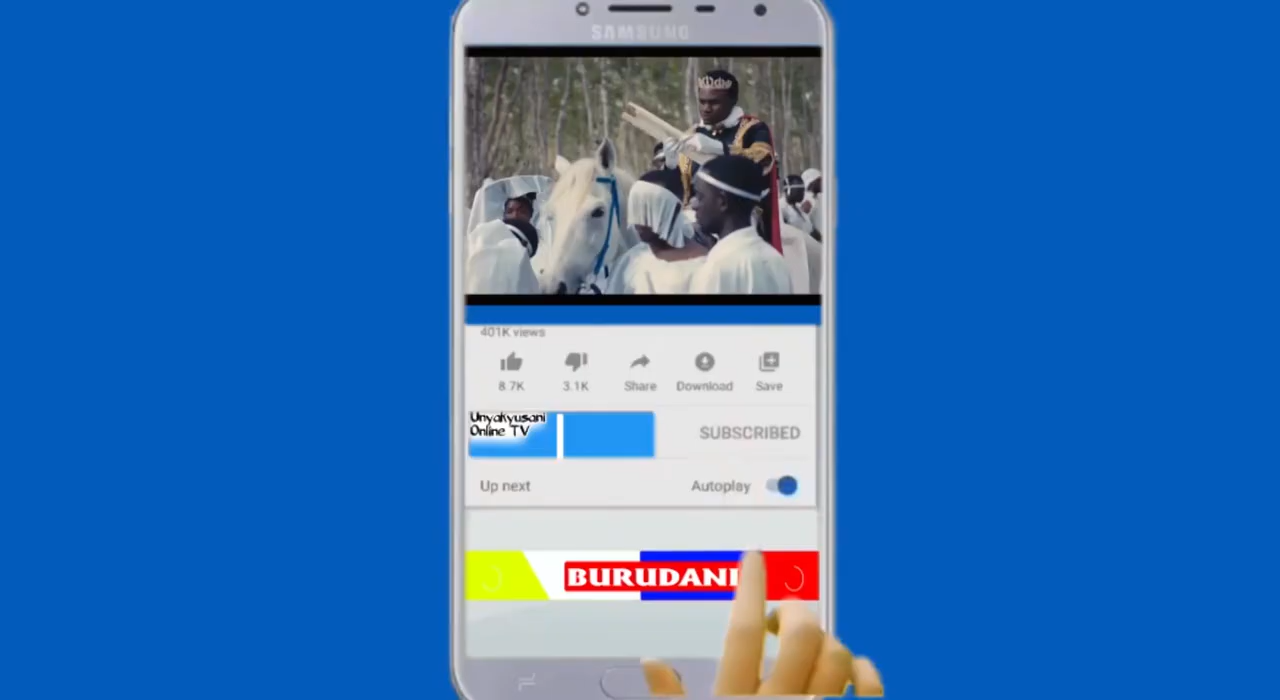 SAMSUNG
401K views
8.7K
3.1K
Share
Download
Save
Unyakyusani
Online TV
SUBSCRIBED
Up next
Autoplay
BURUDANI